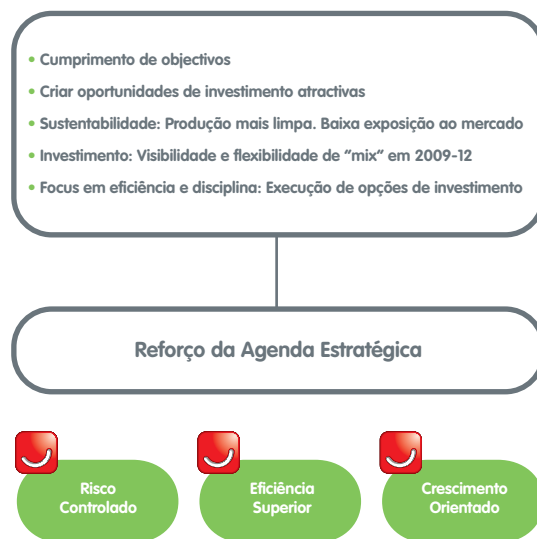 • Cumprimento de objectivos
• Criar oportunidades de investimento atractivas
• Sustentabilidade: Produção mais limpa. Baixa exposição ao mercado
• Investimento: Visibilidade e flexibilidade de “mix” em 2009-12
• Focus em eficiência e disciplina: Execução de opções de investimento
Reforço da Agenda Estratégica
Risco
Controlado
Eficiência
Superior
Crescimento
Orientado